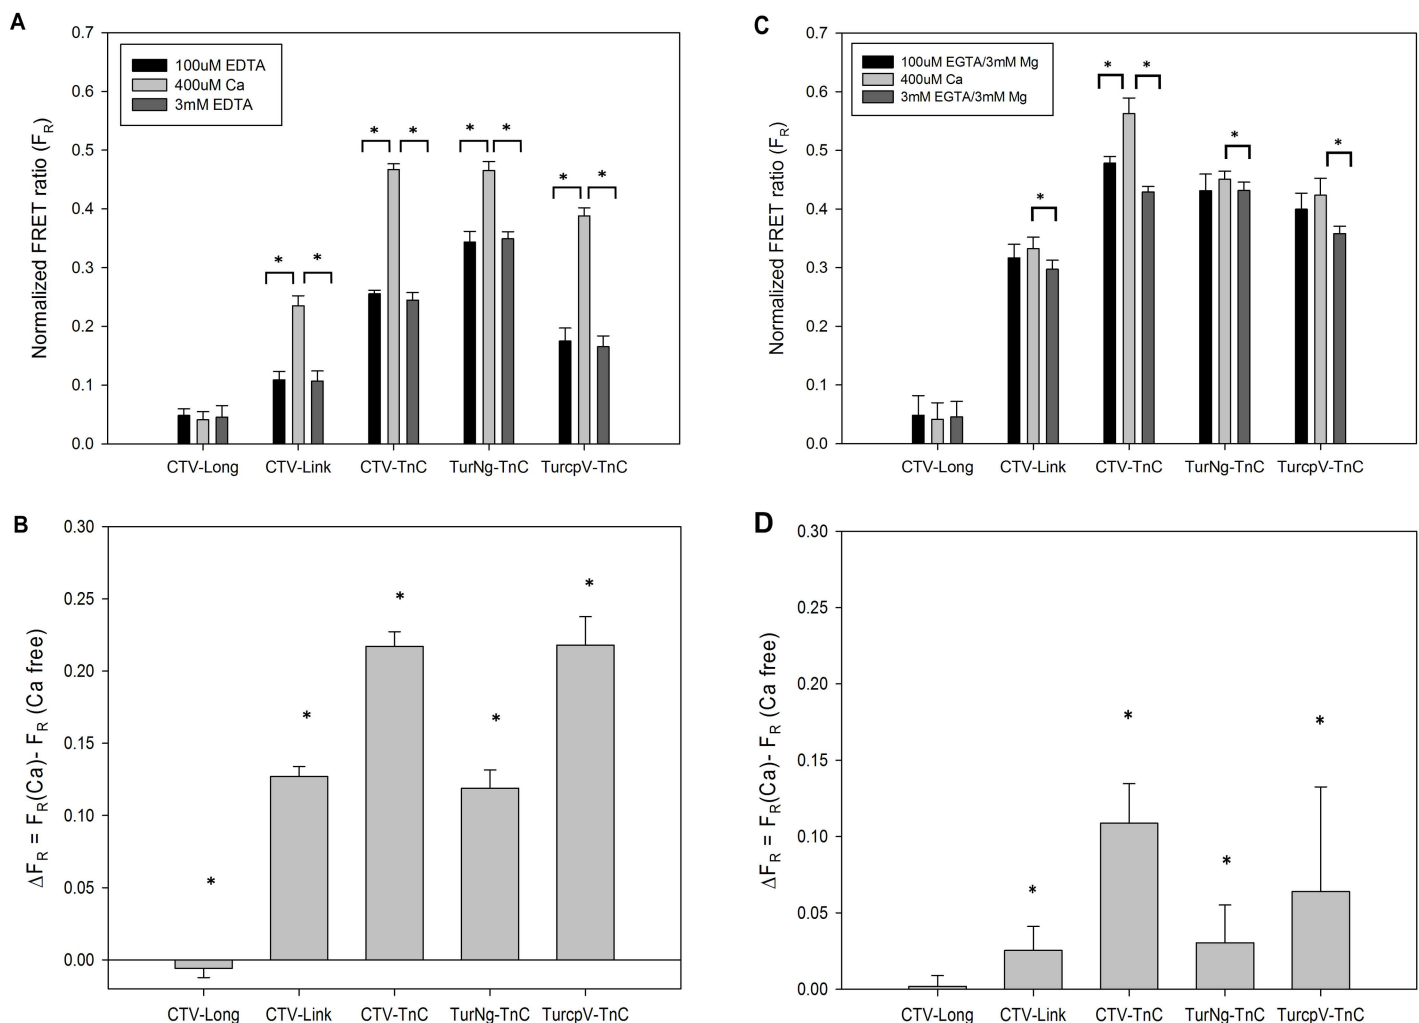 A
Normalized FRET ratio (FR)
0.7
0.6
0.5
0.4
0.3
0.2
0.1
0.0
100uM EDTA
400uM Ca
3mM EDTA
* * * * * * * *
CTV-Long CTV-Link CTV-TnC TurNg-TnC TurcpV-TnC
C
Normalized FRET ratio (FR)
0.7
0.6
0.5
0.4
0.3
0.2
0.1
0.0
100uM EGTA/3mM Mg
400uM Ca
3mM EGTA/3mM Mg
* * * * *
CTV-Long CTV-Link CTV-TnC TurNg-TnC TurcpV-TnC
B
ΔFR = FR(Ca)- FR (Ca free)
0.30
0.25
0.20
0.15
0.10
0.05
0.00
* * * * *
CTV-Long CTV-Link CTV-TnC TurNg-TnC TurcpV-TnC
D
ΔFR = FR(Ca)- FR (Ca free)
0.30
0.25
0.20
0.15
0.10
0.05
0.00
* * * *
CTV-Long CTV-Link CTV-TnC TurNg-TnC TurcpV-TnC